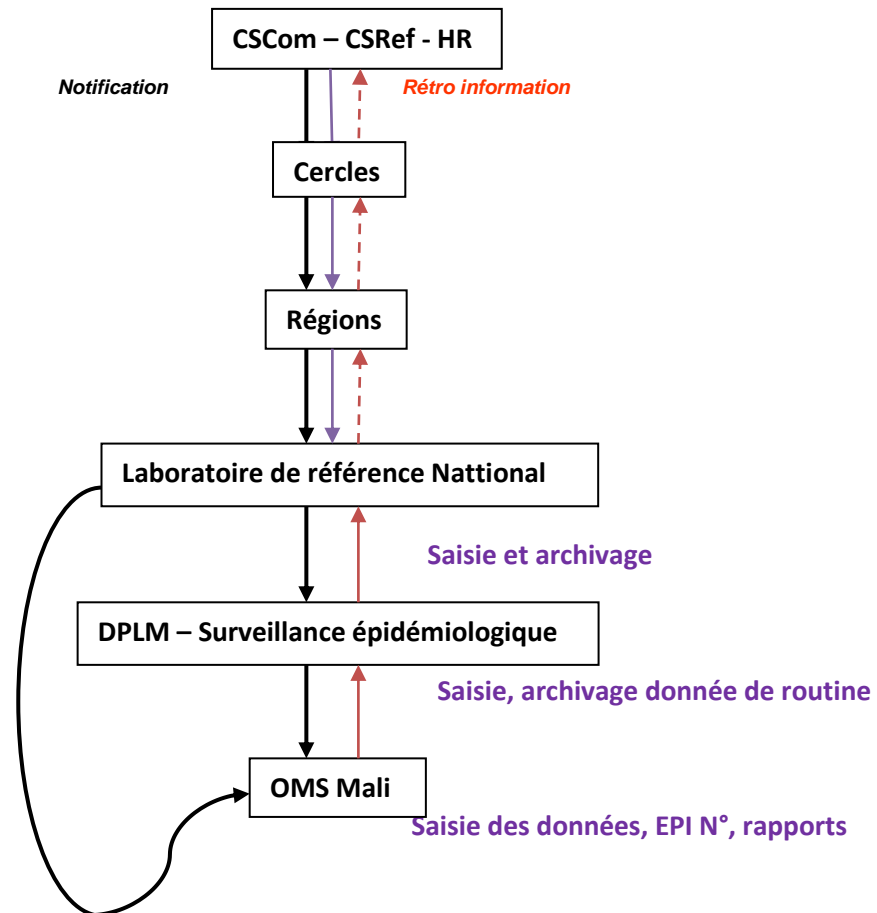 CSCom – CSRef - HR
Notification
Rétro information
Cercles
Régions
Laboratoire de référence Nattional
Saisie et archivage
DPLM – Surveillance épidémiologique
Saisie, archivage donnée de routine
OMS Mali
Saisie des données, EPI N°, rapports